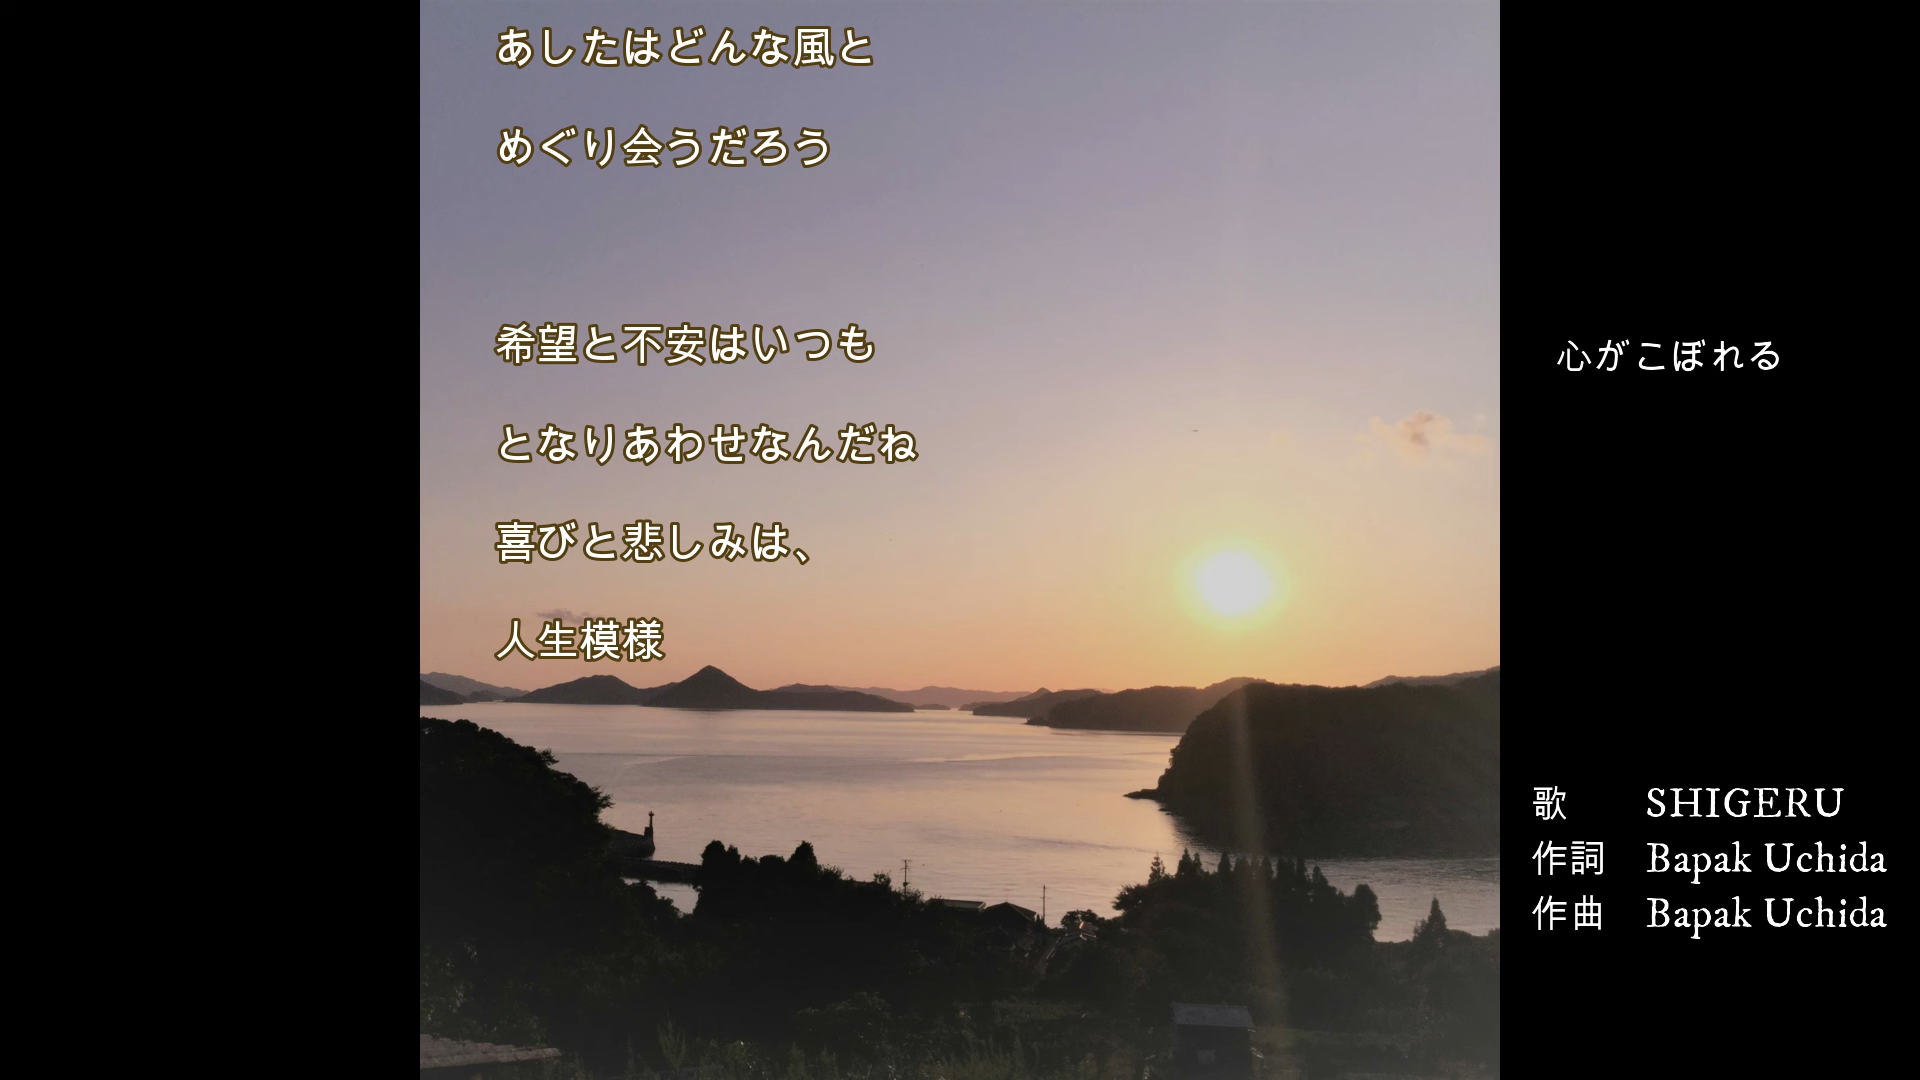 あしたはどんな風と
めぐり会うだろう
希望と不安はいつも
となりあわせなんだね
喜びと悲しみは、
人生模様
心がこぼれる
歌 SHIGERU
作詞 Bapak Uchida
作曲 Bapak Uchida